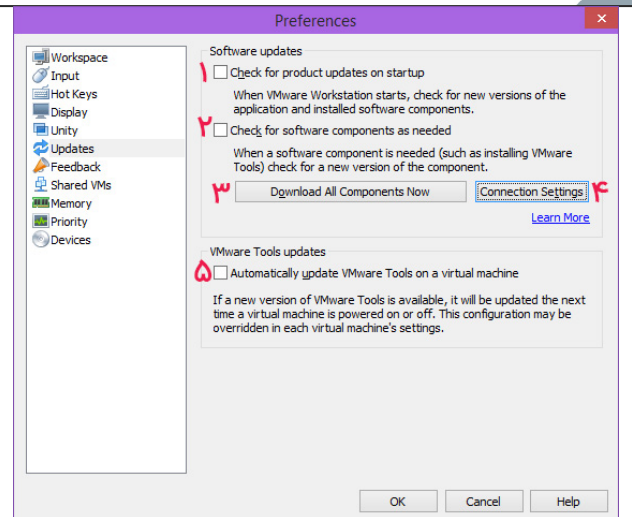 Preferences
Workspace
Input
Hot Keys
Display
Unity
Updates
Feedback
Shared VMs
Memory
Priority
Devices
Software updates
۱ Check for product updates on startup
When VMware Workstation starts, check for new versions of the
application and installed software components.
۲ Check for software components as needed
When a software component is needed (such as installing VMware
Tools) check for a new version of the component.
۳ Download All Components Now Connection Settings ۴
Learn More
VMware Tools updates
۵ Automatically update VMware Tools on a virtual machine
If a new version of VMware Tools is available, it will be updated the next
time a virtual machine is powered on or off. This configuration may be
overridden in each virtual machine's settings.
OK Cancel Help